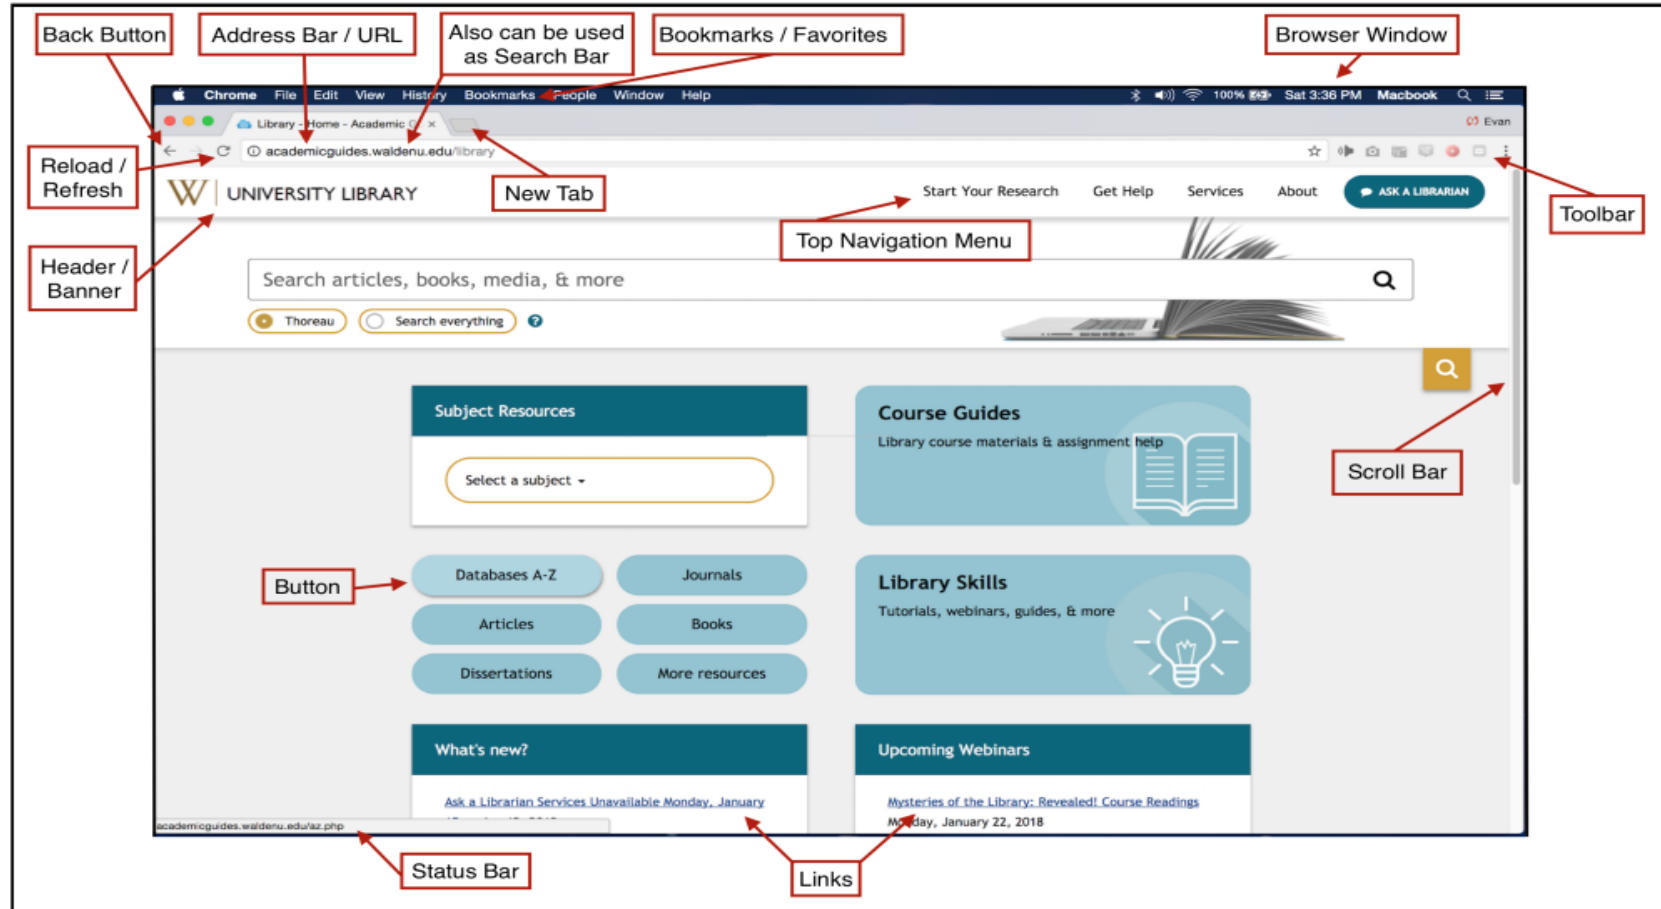 Back Button
Address Bar / URL
Also can be used
as Search Bar
Bookmarks / Favorites
Browser Window
Chrome File Edit View History Bookmarks People Window Help
100% Sat 3:36 PM Macbook
Library - Home - Academic
Evan
academicguides.waldenu.edu/library
Reload /
Refresh
New Tab
Toolbar
W UNIVERSITY LIBRARY
Start Your Research Get Help Services About ASK A LIBRARIAN
Top Navigation Menu
Header /
Banner
Search articles, books, media, & more
Thoreau Search everything ?
Subject Resources
Select a subject
Course Guides
Library course materials & assignment help
Scroll Bar
Button
Databases A-Z Journals
Articles Books
Dissertations More resources
Library Skills
Tutorials, webinars, guides, & more
What's new?
Ask a Librarian Services Unavailable Monday, January
Upcoming Webinars
Mysteries of the Library: Revealed! Course Readings
Monday, January 22, 2018
academicguides.waldenu.edu/az.php
Status Bar
Links